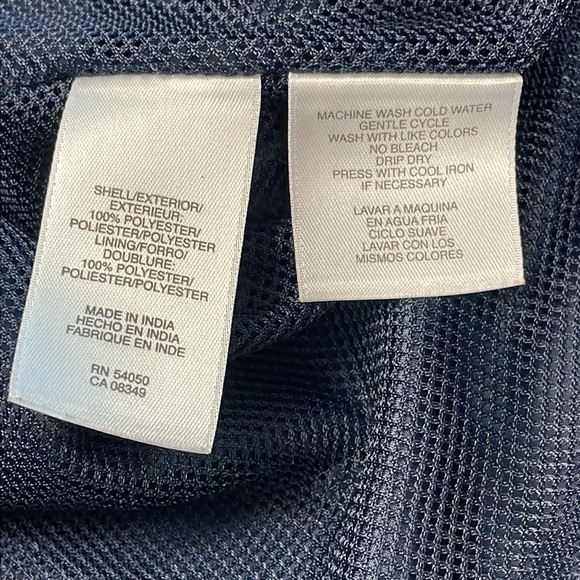 SHELL/EXTERIOR/
EXTERIEUR:
100% POLYESTER/
POLIESTER/POLYESTER
LINING/FORRO/
DOUBLURE:
100% POLYESTER/
POLIESTER/POLYESTER
MADE IN INDIA
HECHO EN INDIA
FABRIQUE EN INDE
RN 54050
CA 08349
MACHINE WASH COLD WATER
GENTLE CYCLE
WASH WITH LIKE COLORS
NO BLEACH
DRIP DRY
PRESS WITH COOL IRON
IF NECESSARY
LAVAR A MAQUINA
EN AGUA FRIA
CICLO SUAVE
LAVAR CON LOS
MISMOS COLORES